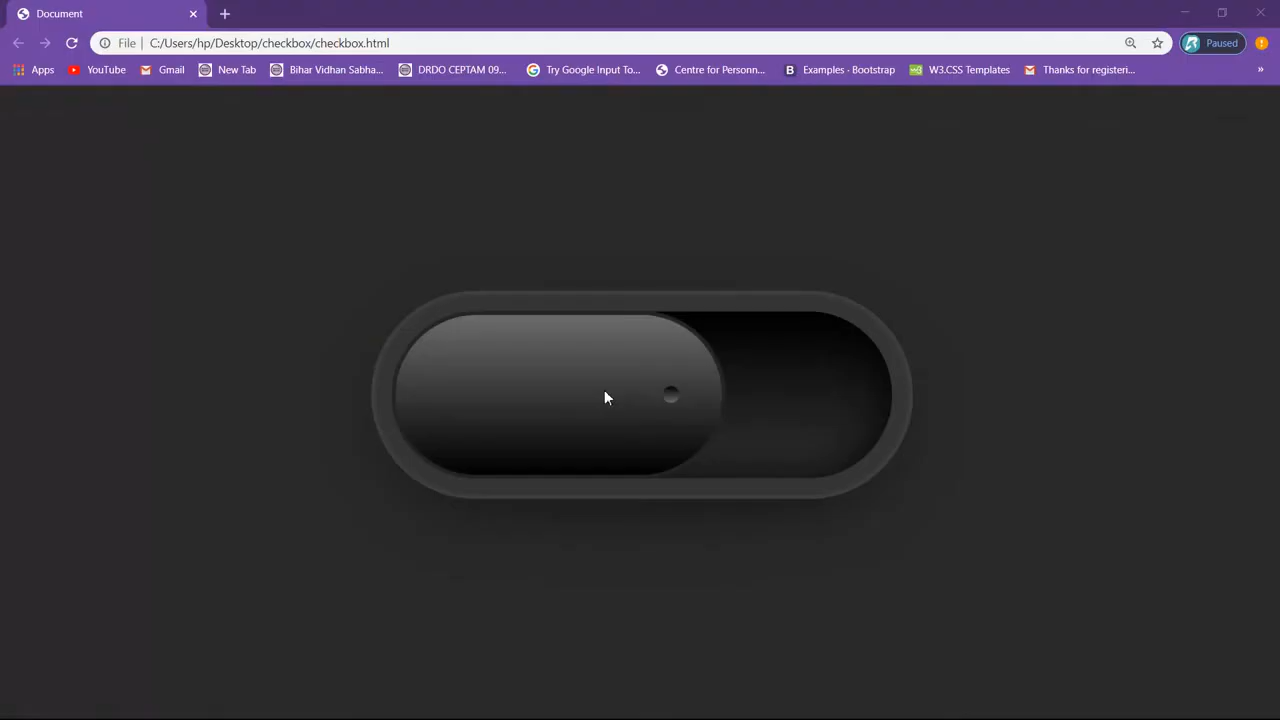 Document
File C:/Users/hp/Desktop/checkbox/checkbox.html
Paused
Apps YouTube Gmail New Tab Bihar Vidhan Sabha... DRDO CEPTAM 09... Try Google Input To... Centre for Personn... Examples · Bootstrap W3.CSS Templates Thanks for registeri... »